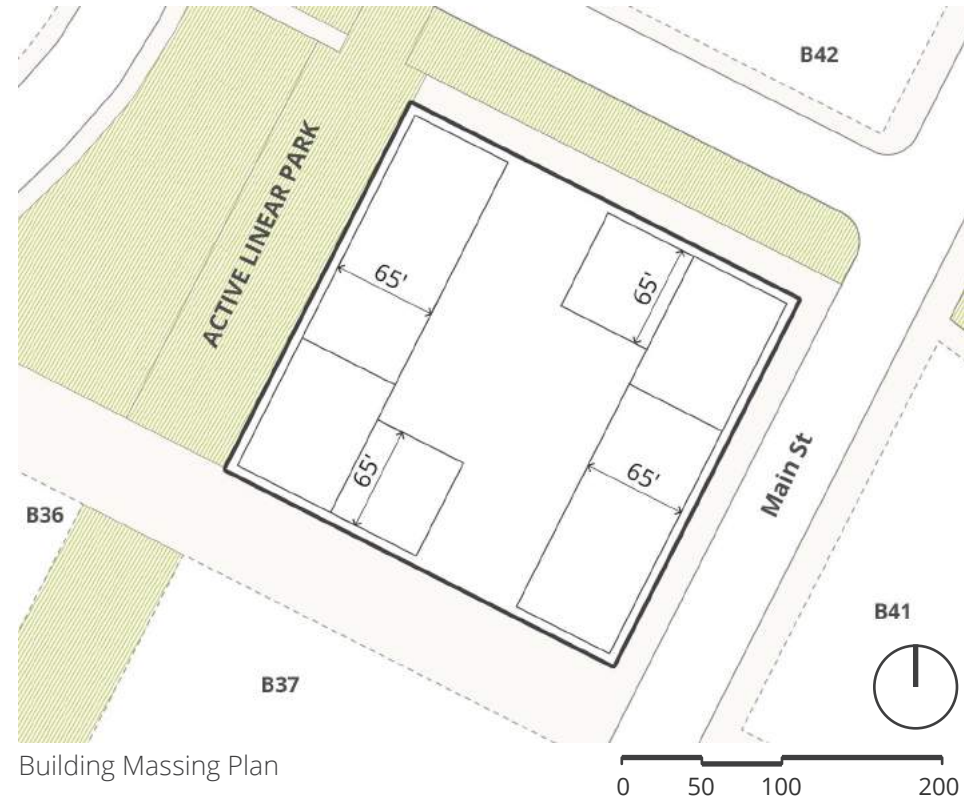 B42
ACTIVE LINEAR PARK
65'
65'
65'
65'
Main St
B36
B41
B37
Building Massing Plan
0 50 100 200